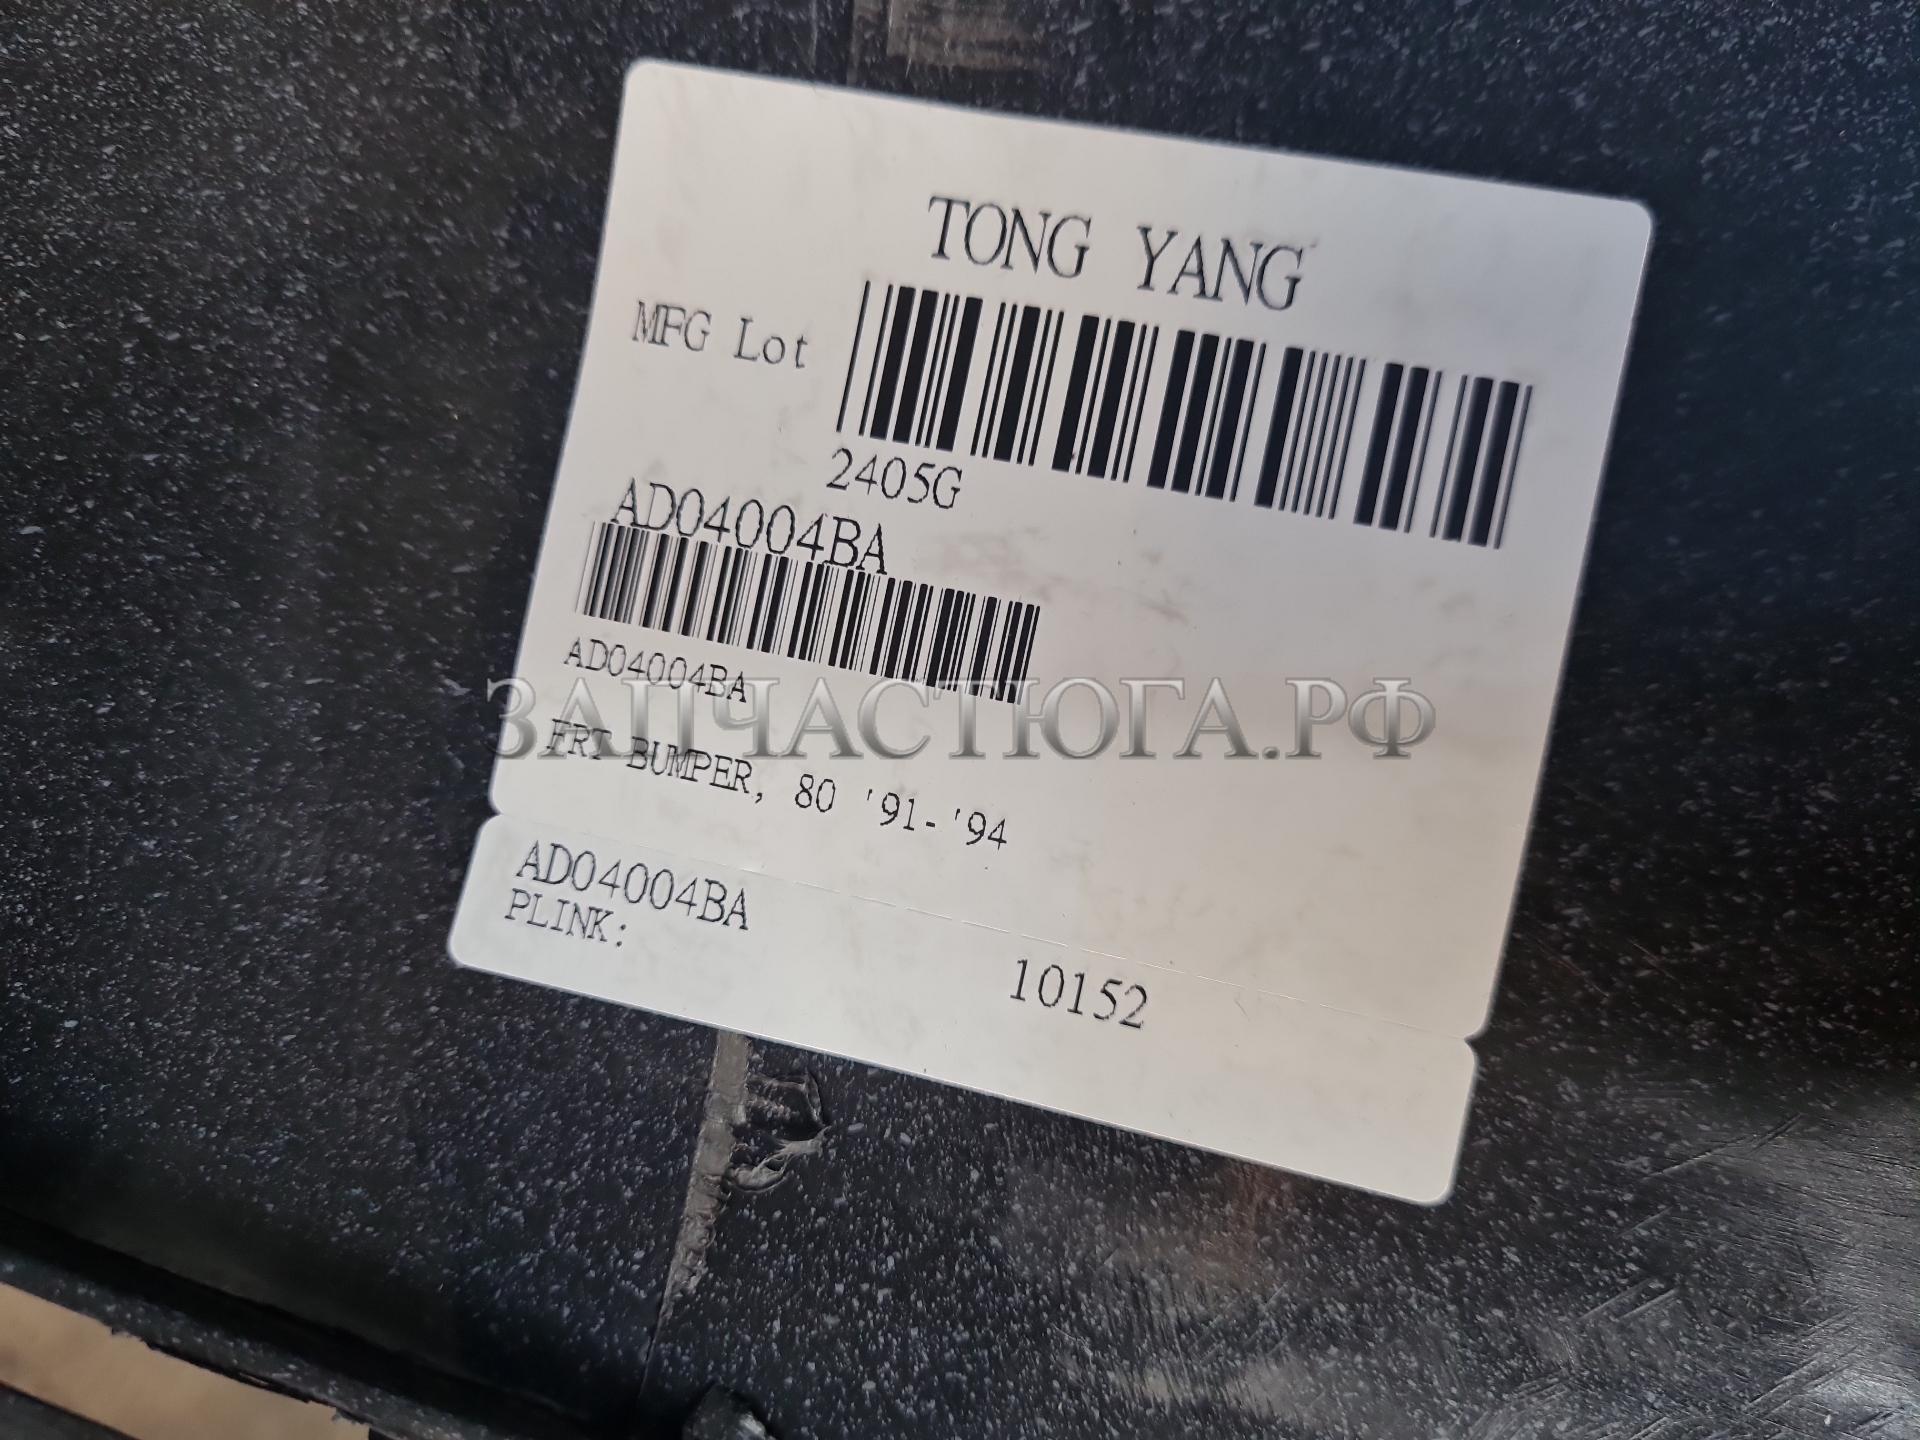 TONG YANG
MFG Lot
2405G
AD04004BA
AD04004BA
ЗАПЧАСТЮГА.РФ
FRT BUMPER, 80 '91-'94
AD04004BA
PLINK:
10152